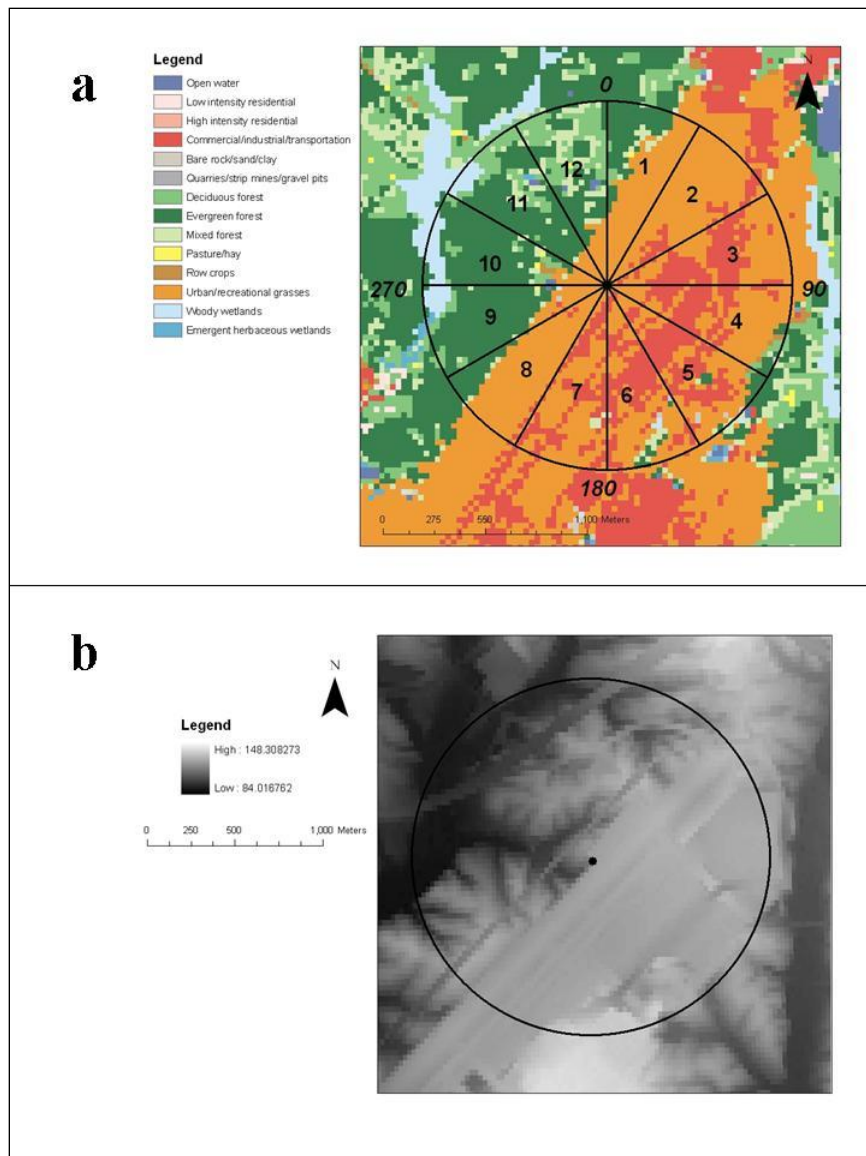 a
Legend
Open water
Low intensity residential
High intensity residential
Commercial/industrial/transportation
Bare rock/sand/clay
Quarries/strip mines/gravel pits
Deciduous forest
Evergreen forest
Mixed forest
Pasture/hay
Row crops
Urban/recreational grasses
Woody wetlands
Emergent herbaceous wetlands
N
0
1
12
2
11
3
10
270
90
9
4
8
5
7
6
180
0 275 550 1,100 Meters
b
N
Legend
High : 148.308273
Low : 84.016762
0 250 500 1,000 Meters